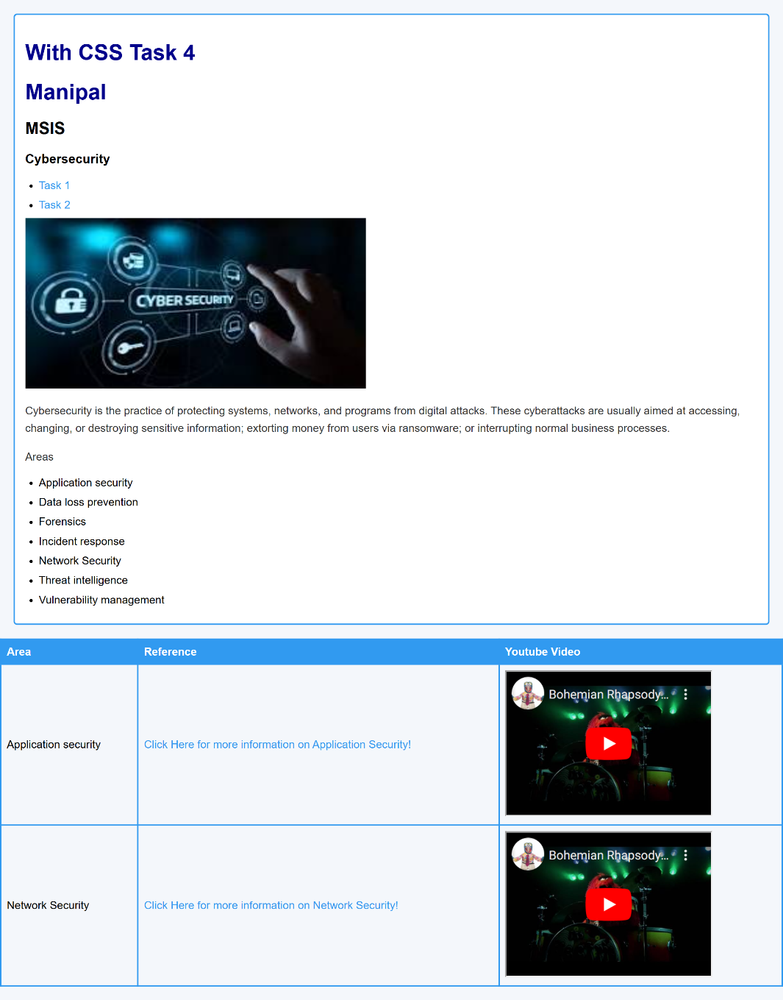 With CSS Task 4
Manipal
MSIS
Cybersecurity
Task 1
Task 2
CYBER SECURITY
Cybersecurity is the practice of protecting systems, networks, and programs from digital attacks. These cyberattacks are usually aimed at accessing,
changing, or destroying sensitive information; extorting money from users via ransomware; or interrupting normal business processes.
Areas
Application security
Data loss prevention
Forensics
Incident response
Network Security
Threat intelligence
Vulnerability management
Area Reference Youtube Video
Bohemian Rhapsody...
Application security Click Here for more information on Application Security!
Bohemian Rhapsody...
Network Security Click Here for more information on Network Security!